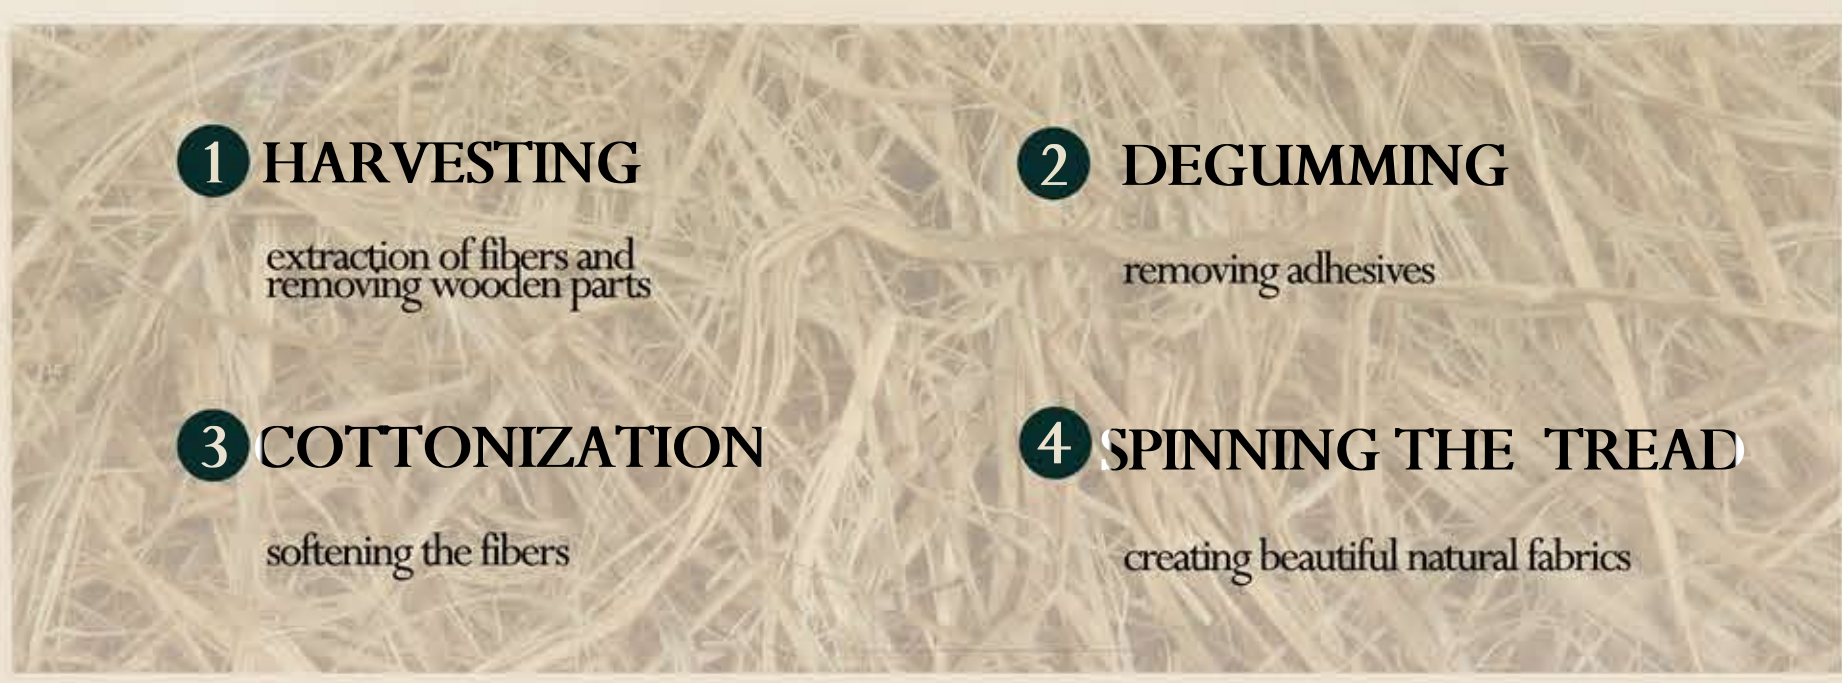 1 HARVESTING
extraction of fibers and
removing wooden parts
2 DEGUMMING
removing adhesives
3 COTTONIZATION
softening the fibers
4 SPINNING THE TREAD
creating beautiful natural fabrics